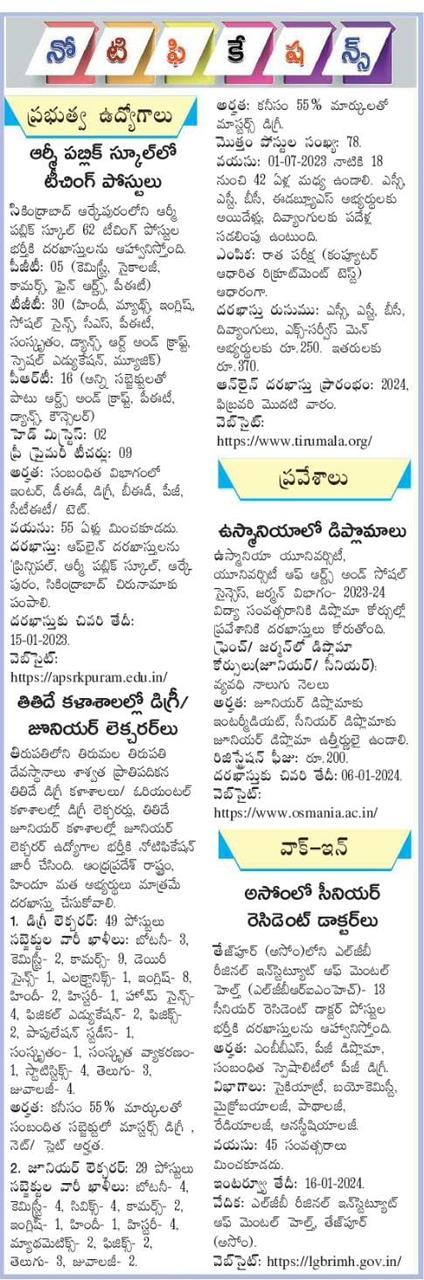 నోటిఫికేషన్స్
ప్రభుత్వ ఉద్యోగాలు
ఆర్మీ పబ్లిక్ స్కూల్‌లో
టీచింగ్ పోస్టులు
సికింద్రాబాద్ ఆర్కేపురంలోని ఆర్మీ
పబ్లిక్ స్కూల్ 62 టీచింగ్ పోస్టుల
భర్తీకి దరఖాస్తులను ఆహ్వానిస్తోంది.
పీజీటీ: 05 (కెమిస్ట్రీ, సైకాలజీ,
కామర్స్, ఫైన్ ఆర్ట్స్, పీఈటీ)
టీజీటీ: 30 (హిందీ, మ్యాథ్స్, ఇంగ్లిష్,
సోషల్ సైన్స్, సీఎస్, పీఈటీ,
సంస్కృతం, డ్యాన్స్, ఆర్ట్ అండ్ క్రాఫ్ట్,
స్పెషల్ ఎడ్యుకేషన్, మ్యూజిక్)
పీఆర్‌టీ: 16 (అన్ని సబ్జెక్టులతో
పాటు ఆర్ట్స్ అండ్ క్రాఫ్ట్, పీఈటీ,
డ్యాన్స్, కౌన్సెలర్)
హెడ్ మిస్ట్రెస్: 02
ప్రీ ప్రైమరీ టీచర్లు: 09
అర్హత: సంబంధిత విభాగంలో
ఇంటర్, డీఈడీ, డిగ్రీ, బీఈడీ, పీజీ,
సీటీఈటీ/ టెట్.
వయసు: 55 ఏళ్లు మించకూడదు.
దరఖాస్తు: ఆఫ్‌లైన్ దరఖాస్తులను
'ప్రిన్సిపల్, ఆర్మీ పబ్లిక్ స్కూల్, ఆర్కే
పురం, సికింద్రాబాద్ చిరునామాకు
పంపాలి.
దరఖాస్తుకు చివరి తేదీ:
15-01-2023.
వెబ్‌సైట్:
https://apsrkpuram.edu.in/
తితిదే కళాశాలల్లో డిగ్రీ/
జూనియర్ లెక్చరర్‌లు
తిరుపతిలోని తిరుమల తిరుపతి
దేవస్థానాలు శాశ్వత ప్రాతిపదికన
తితిదే డిగ్రీ కళాశాలలు/ ఓరియంటల్
కళాశాలల్లో డిగ్రీ లెక్చరర్లు, తితిదే
జూనియర్ కళాశాలల్లో జూనియర్
లెక్చరర్ ఉద్యోగాల భర్తీకి నోటిఫికేషన్
జారీ చేసింది. ఆంధ్రప్రదేశ్ రాష్ట్రం,
హిందూ మత అభ్యర్థులు మాత్రమే
దరఖాస్తు చేసుకోవాలి.
1. డిగ్రీ లెక్చరర్: 49 పోస్టులు
సబ్జెక్టుల వారీ ఖాళీలు: బోటనీ- 3,
కెమిస్ట్రీ- 2, కామర్స్- 9, డెయిరీ
సైన్స్- 1, ఎలక్ట్రానిక్స్- 1, ఇంగ్లిష్- 8,
హిందీ- 2, హిస్టరీ- 1, హోమ్ సైన్స్-
4, ఫిజికల్ ఎడ్యుకేషన్- 2, ఫిజిక్స్-
2, పాపులేషన్ స్టడీస్- 1,
సంస్కృతం- 1, సంస్కృత వ్యాకరణం-
1, స్టాటిస్టిక్స్- 4, తెలుగు- 3,
జువాలజీ- 4.
అర్హత: కనీసం 55% మార్కులతో
సంబంధిత సబ్జెక్టులో మాస్టర్స్ డిగ్రీ ,
నెట్/ స్లెట్ అర్హత.
2. జూనియర్ లెక్చరర్: 29 పోస్టులు
సబ్జెక్టుల వారీ ఖాళీలు: బోటనీ- 4,
కెమిస్ట్రీ- 4, సివిక్స్- 4, కామర్స్- 2,
ఇంగ్లిష్- 1, హిందీ- 1, హిస్టరీ- 4,
మ్యాథమెటిక్స్- 2, ఫిజిక్స్- 2,
తెలుగు- 3, జువాలజీ- 2.
అర్హత: కనీసం 55% మార్కులతో
మాస్టర్స్ డిగ్రీ.
మొత్తం పోస్టుల సంఖ్య: 78.
వయసు: 01-07-2023 నాటికి 18
నుంచి 42 ఏళ్ల మధ్య ఉండాలి. ఎస్సీ,
ఎస్టీ, బీసీ, ఈడబ్ల్యూఎస్ అభ్యర్థులకు
అయిదేళ్లు; దివ్యాంగులకు పదేళ్ల
సడలింపు ఉంటుంది.
ఎంపిక: రాత పరీక్ష (కంప్యూటర్
ఆధారిత రిక్రూట్‌మెంట్ టెస్ట్)
ఆధారంగా.
దరఖాస్తు రుసుము: ఎస్సీ, ఎస్టీ, బీసీ,
దివ్యాంగులు, ఎక్స్-సర్వీస్ మెన్
అభ్యర్థులకు రూ.250. ఇతరులకు
రూ.370.
ఆన్‌లైన్ దరఖాస్తు ప్రారంభం: 2024,
ఫిబ్రవరి మొదటి వారం.
వెబ్‌సైట్:
https://www.tirumala.org/
ప్రవేశాలు
ఉస్మానియాలో డిప్లొమాలు
ఉస్మానియా యూనివర్సిటీ,
యూనివర్సిటీ ఆఫ్ ఆర్ట్స్ అండ్ సోషల్
సైన్సెస్, జర్మన్ విభాగం- 2023-24
విద్యా సంవత్సరానికి డిప్లొమా కోర్సుల్లో
ప్రవేశానికి దరఖాస్తులు కోరుతోంది.
ఫ్రెంచ్/ జర్మన్‌లో డిప్లొమా
కోర్సులు(జూనియర్/ సీనియర్):
వ్యవధి నాలుగు నెలలు
అర్హత: జూనియర్ డిప్లొమాకు
ఇంటర్మీడియట్, సీనియర్ డిప్లొమాకు
జూనియర్ డిప్లొమా ఉత్తీర్ణులై ఉండాలి.
రిజిస్ట్రేషన్ ఫీజు: రూ.200.
దరఖాస్తుకు చివరి తేదీ: 06-01-2024.
వెబ్‌సైట్:
https://www.osmania.ac.in/
వాక్-ఇన్
అసోంలో సీనియర్
రెసిడెంట్ డాక్టర్‌లు
తేజ్‌పూర్ (అసోం)లోని ఎల్‌జీబీ
రీజినల్ ఇన్‌స్టిట్యూట్ ఆఫ్ మెంటల్
హెల్త్ (ఎల్‌జీబీఆర్ఐఎంహెచ్)- 13
సీనియర్ రెసిడెంట్ డాక్టర్ పోస్టుల
భర్తీకి దరఖాస్తులను ఆహ్వానిస్తోంది.
అర్హత: ఎంబీబీఎస్, పీజీ డిప్లొమా,
సంబంధిత స్పెషాలిటీలో పీజీ డిగ్రీ.
విభాగాలు: సైకియాట్రీ, బయోకెమిస్ట్రీ,
మైక్రోబయాలజీ, పాథాలజీ,
రేడియాలజీ, అనస్థీషియాలజీ.
వయసు: 45 సంవత్సరాలు
మించకూడదు.
ఇంటర్వ్యూ తేదీ: 16-01-2024.
వేదిక: ఎల్‌జీబీ రీజినల్ ఇన్‌స్టిట్యూట్
ఆఫ్ మెంటల్ హెల్త్, తేజ్‌పూర్
(అసోం).
వెబ్‌సైట్: https://lgbrimh.gov.in/